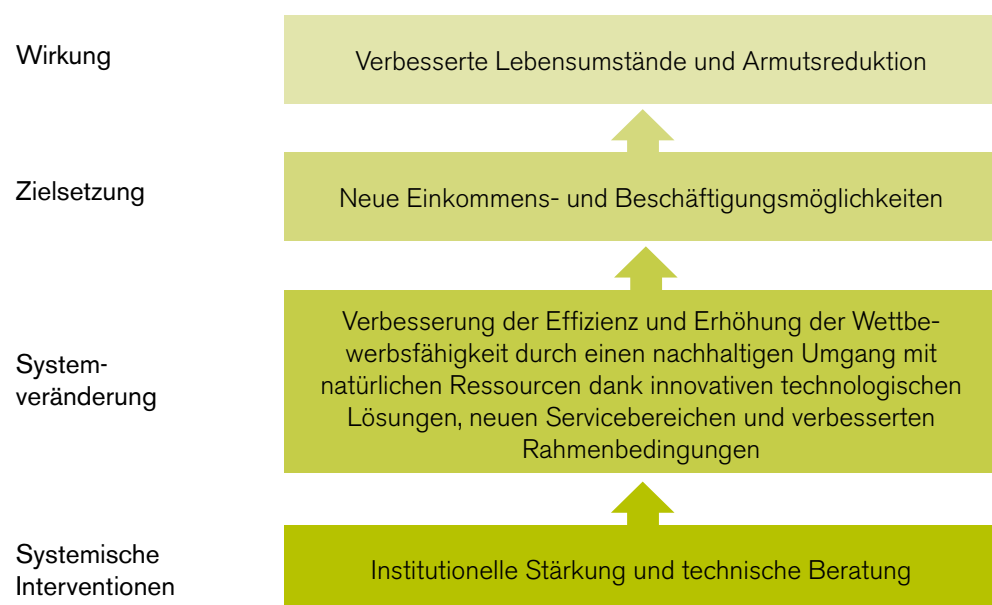 Wirkung
Verbesserte Lebensumstände und Armutsreduktion
Zielsetzung
Neue Einkommens- und Beschäftigungsmöglichkeiten
System-
veränderung
Verbesserung der Effizienz und Erhöhung der Wettbe-
werbsfähigkeit durch einen nachhaltigen Umgang mit
natürlichen Ressourcen dank innovativen technologischen
Lösungen, neuen Servicebereichen und verbesserten
Rahmenbedingungen
Systemische
Interventionen
Institutionelle Stärkung und technische Beratung